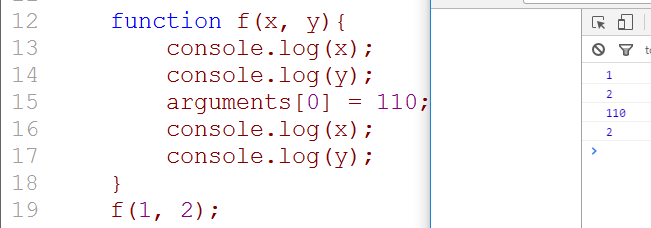 12 function f(x, y){
13 console.log(x);
14 console.log(y);
15 arguments[0] = 110;
16 console.log(x);
17 console.log(y);
18 }
19 f(1, 2);
1
2
110
2
>